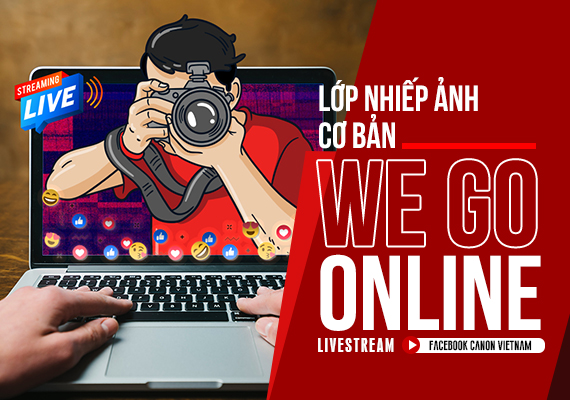 STREAMING
LIVE
LỚP NHIẾP ẢNH
CƠ BẢN
WE GO
ONLINE
LIVESTREAM FACEBOOK CANON VIETNAM